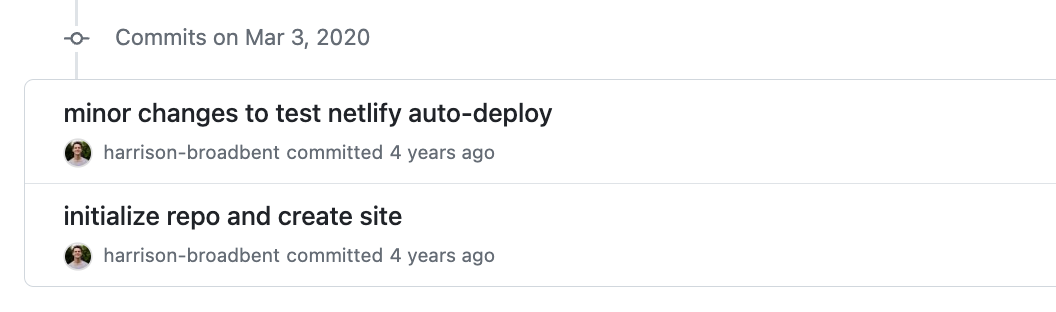 Commits on Mar 3, 2020
minor changes to test netlify auto-deploy
harrison-broadbent committed 4 years ago
initialize repo and create site
harrison-broadbent committed 4 years ago